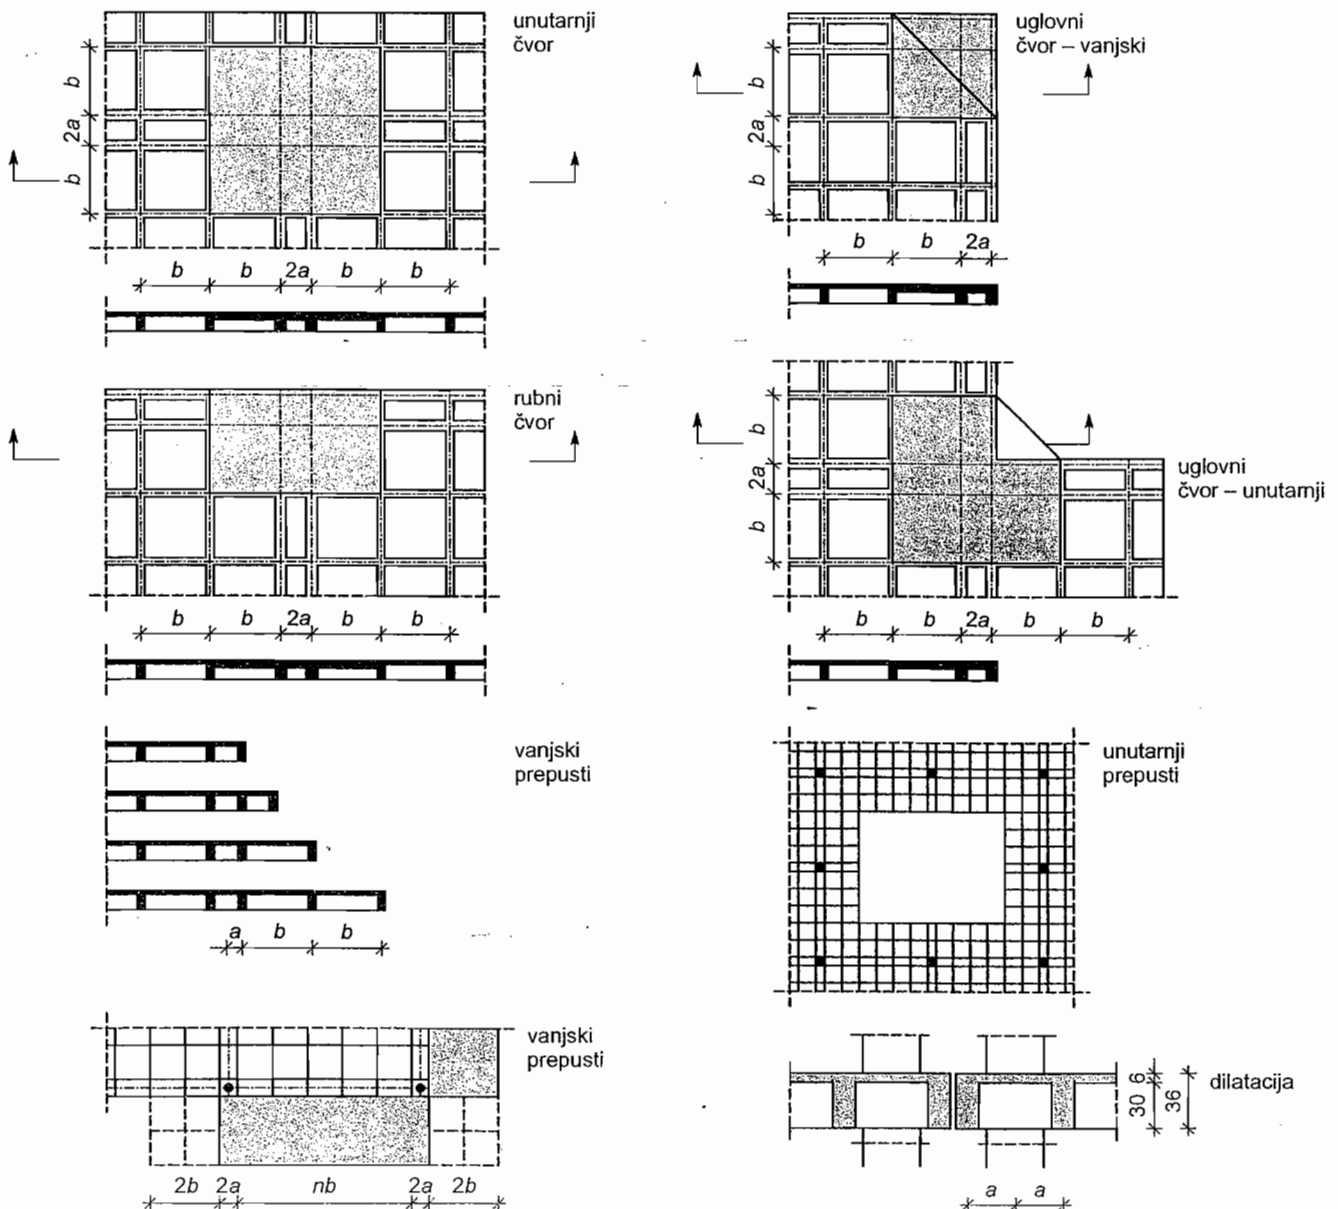 unutarnji
čvor
b
2a
b
b
b
2a
b
b
uglovni
čvor – vanjski
b
2a
b
b
b
2a
rubni
čvor
b
b
2a
b
b
uglovni
čvor – unutarnji
b
2a
b
b
b
2a
b
b
vanjski
prepusti
a
b
b
unutarnji
prepusti
vanjski
prepusti
2b
2a
nb
2a
2b
dilatacija
30
6
36
a
a